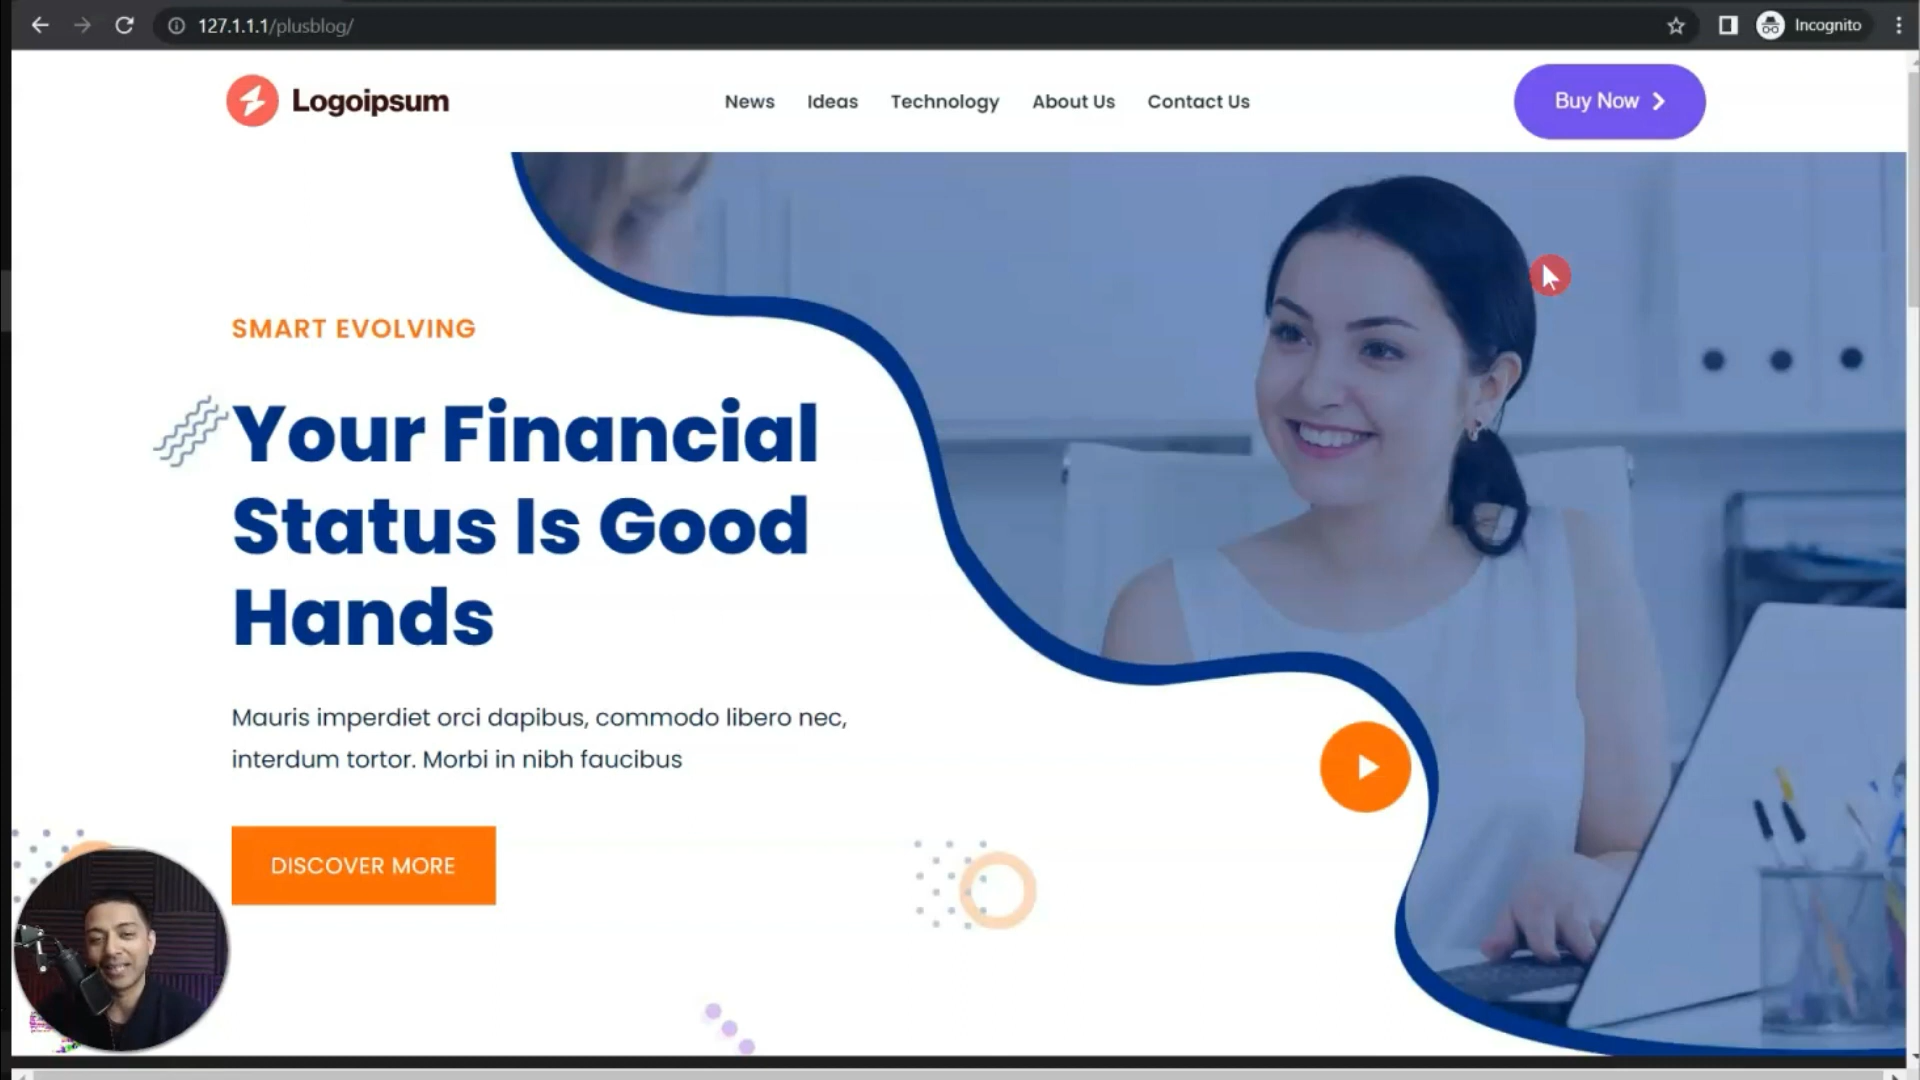 127.1.1.1/plusblog/
Incognito
Logoipsum
News Ideas Technology About Us Contact Us
Buy Now
SMART EVOLVING
Your Financial
Status Is Good
Hands
Mauris imperdiet orci dapibus, commodo libero nec,
interdum tortor. Morbi in nibh faucibus
DISCOVER MORE